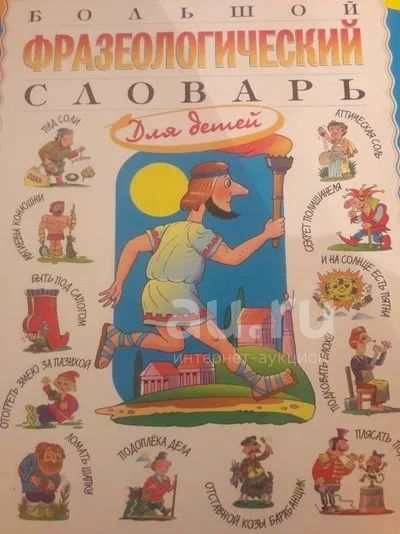 БОЛЬШОЙ
ФРАЗЕОЛОГИЧЕСКИЙ
СЛОВАРЬ
Для детей
ПУД СОЛИ
АТТИЧЕСКАЯ СОЛЬ
АВГИЕВЫ КОНЮШНИ
СЕКРЕТ ПОЛИШИНЕЛЯ
БЫТЬ ПОД САПОГОМ
И НА СОЛНЦЕ ЕСТЬ ПЯТНА
ОТОГРЕТЬ ЗМЕЮ ЗА ПАЗУХОЙ
ПОДКОВАТЬ БЛОХУ
ЛОМАТЬ ШАПКУ
ПОДОПЛЁКА ДЕЛА
ОТСТАВНОЙ КОЗЫ БАРАБАНЩИК
ПЛЯСАТЬ
au.ru
интернет-аукцион